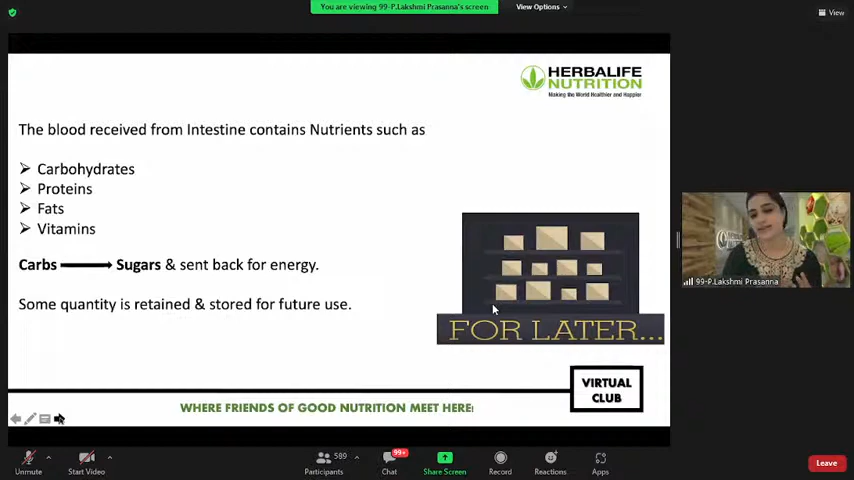 You are viewing 99-P.Lakshmi Prasanna's screen
View Options
View
HERBALIFE
NUTRITION
Making the World Healthier and Happier
The blood received from Intestine contains Nutrients such as
Carbohydrates
Proteins
Fats
Vitamins
Carbs Sugars & sent back for energy.
Some quantity is retained & stored for future use.
FOR LATER...
99-P.Lakshmi Prasanna
VIRTUAL
CLUB
WHERE FRIENDS OF GOOD NUTRITION MEET HERE!
589
99+
Unmute
Start Video
Participants
Chat
Share Screen
Record
Reactions
Apps
Leave